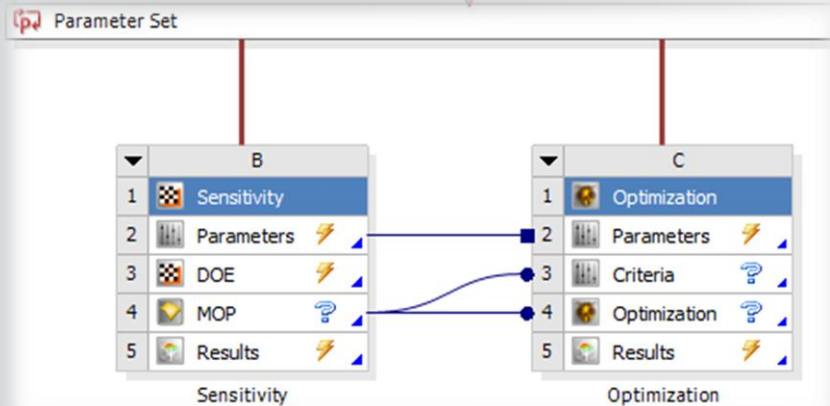 Parameter Set
B
1 Sensitivity
2 Parameters
3 DOE
4 MOP
5 Results
Sensitivity
C
1 Optimization
2 Parameters
3 Criteria
4 Optimization
5 Results
Optimization